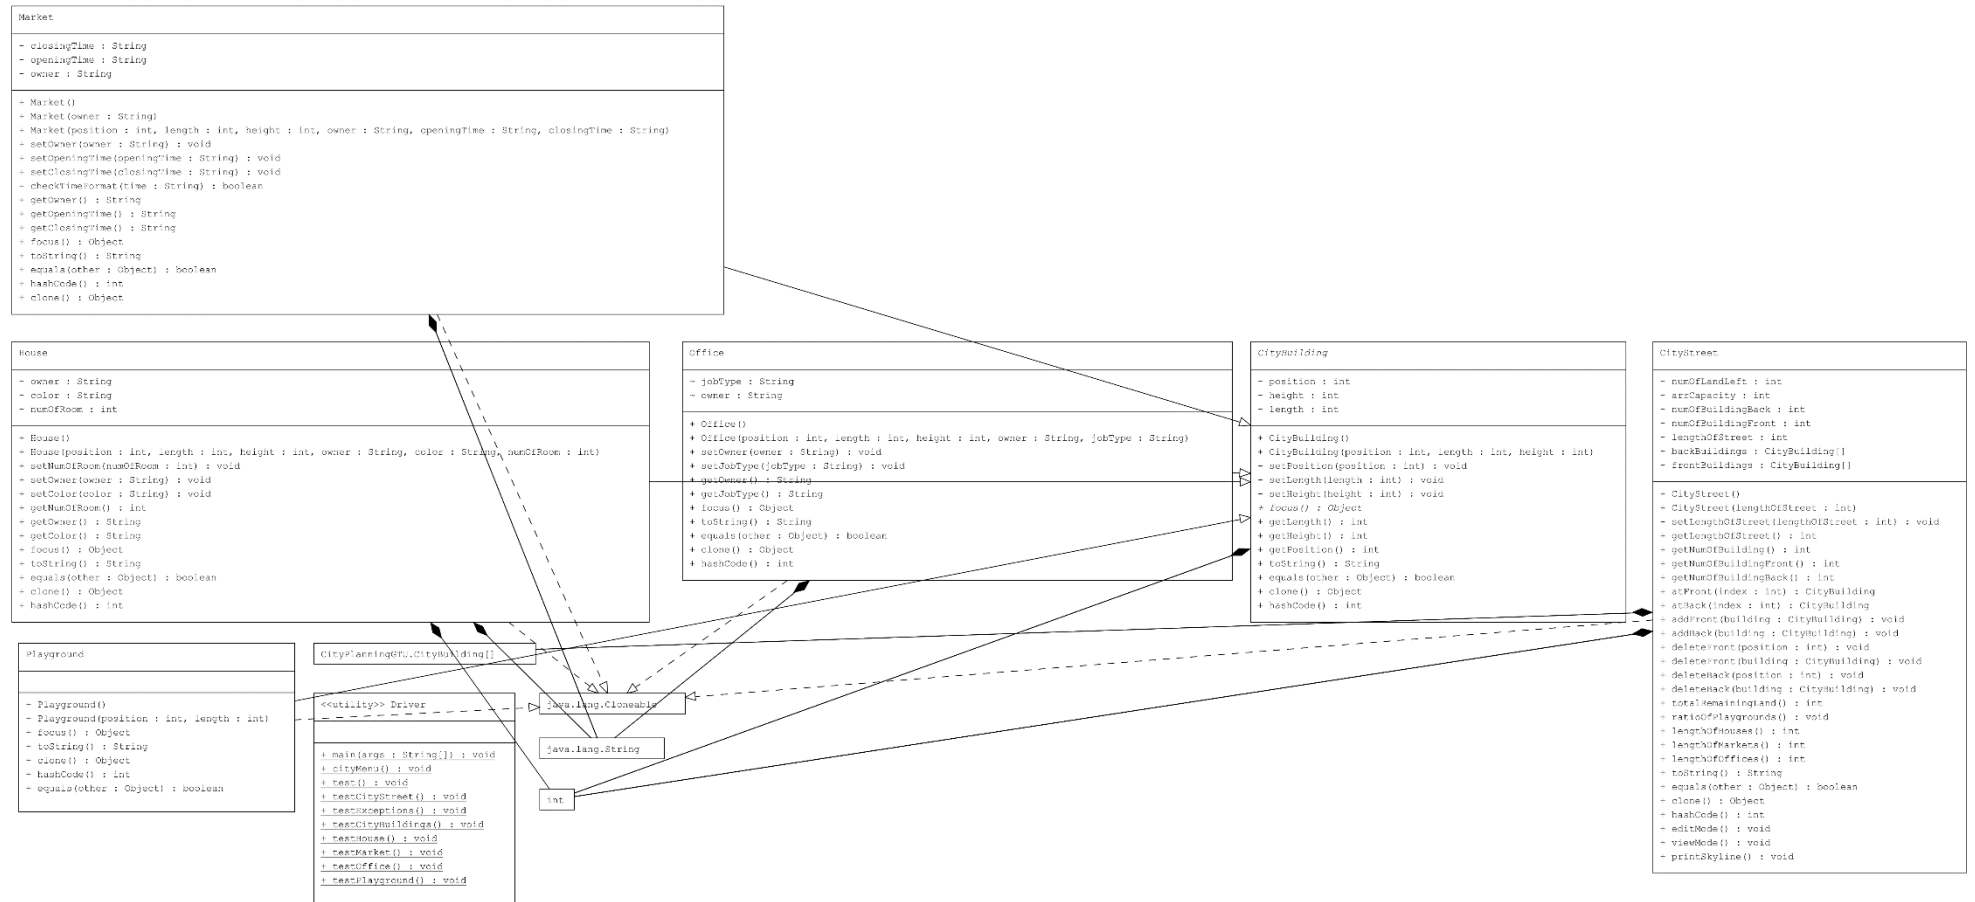 Market
- closingTime : String
- openingTime : String
- owner : String
+ Market()
+ Market(owner : String)
+ Market(position : int, length : int, height : int, owner : String, openingTime : String, closingTime : String)
+ setOwner(owner : String) : void
+ setOpeningTime(openingTime : String) : void
+ setClosingTime(closingTime : String) : void
- checkTimeFormat(time : String) : boolean
+ getOwner() : String
+ getOpeningTime() : String
+ getClosingTime() : String
+ focus() : Object
+ toString() : String
+ equals(other : Object) : boolean
+ hashCode() : int
+ clone() : Object
House
- owner : String
- color : String
- numOfRoom : int
+ House()
+ House(position : int, length : int, height : int, owner : String, color : String, numOfRoom : int)
+ setNumOfRoom(numOfRoom : int) : void
+ setOwner(owner : String) : void
+ setColor(color : String) : void
+ getNumOfRoom() : int
+ getOwner() : String
+ getColor() : String
+ focus() : Object
+ toString() : String
+ equals(other : Object) : boolean
+ clone() : Object
+ hashCode() : int
Office
~ jobType : String
~ owner : String
+ Office()
+ Office(position : int, length : int, height : int, owner : String, jobType : String)
+ setOwner(owner : String) : void
+ setJobType(jobType : String) : void
+ getOwner() : String
+ getJobType() : String
+ focus() : Object
+ toString() : String
+ equals(other : Object) : boolean
+ clone() : Object
+ hashCode() : int
CityBuilding
- position : int
- height : int
- length : int
+ CityBuilding()
+ CityBuilding(position : int, length : int, height : int)
- setPosition(position : int) : void
- setLength(length : int) : void
- setHeight(height : int) : void
+ focus() : Object
+ getLength() : int
+ getHeight() : int
+ getPosition() : int
+ toString() : String
+ equals(other : Object) : boolean
+ clone() : Object
+ hashCode() : int
CityStreet
- numOfLandLeft : int
- arrCapacity : int
- numOfBuildingBack : int
- numOfBuildingFront : int
- lengthOfStreet : int
- backBuildings : CityBuilding[]
- frontBuildings : CityBuilding[]
+ CityStreet()
+ CityStreet(lengthOfStreet : int)
- setLengthOfStreet(lengthOfStreet : int) : void
+ getLengthOfStreet() : int
+ getNumOfBuilding() : int
+ getNumOfBuildingFront() : int
+ getNumOfBuildingBack() : int
+ atFront(index : int) : CityBuilding
+ atBack(index : int) : CityBuilding
+ addFront(building : CityBuilding) : void
+ addBack(building : CityBuilding) : void
+ deleteFront(position : int) : void
+ deleteFront(building : CityBuilding) : void
+ deleteBack(position : int) : void
+ deleteBack(building : CityBuilding) : void
+ totalRemainingLand() : int
+ ratioOfPlaygrounds() : void
+ lengthOfHouses() : int
+ lengthOfMarkets() : int
+ lengthOfOffices() : int
+ toString() : String
+ equals(other : Object) : boolean
+ clone() : Object
+ hashCode() : int
+ editMode() : void
+ viewMode() : void
- printSkyline() : void
Playground
+ Playground()
+ Playground(position : int, length : int)
+ focus() : Object
+ toString() : String
+ clone() : Object
+ hashCode() : int
+ equals(other : Object) : boolean
CityPlanningGTU.CityBuilding[]
<<utility>> Driver
+ main(args : String[]) : void
+ cityMenu() : void
+ test() : void
+ testCityStreet() : void
+ testExceptions() : void
+ testCityBuildings() : void
+ testHouse() : void
+ testMarket() : void
+ testOffice() : void
+ testPlayground() : void
java.lang.Cloneable
java.lang.String
int